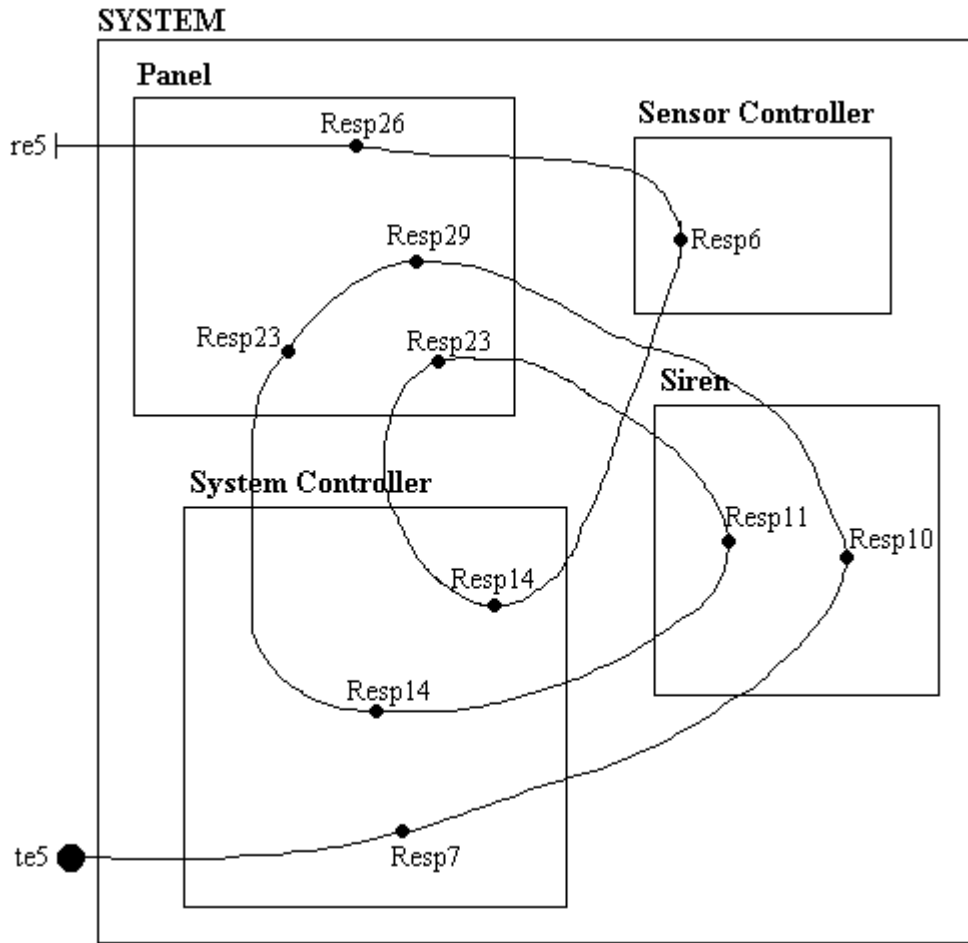 SYSTEM
Panel
Sensor Controller
Resp26
re5
Resp29
Resp6
Resp23
Resp23
Siren
System Controller
Resp11
Resp10
Resp14
Resp14
te5
Resp7